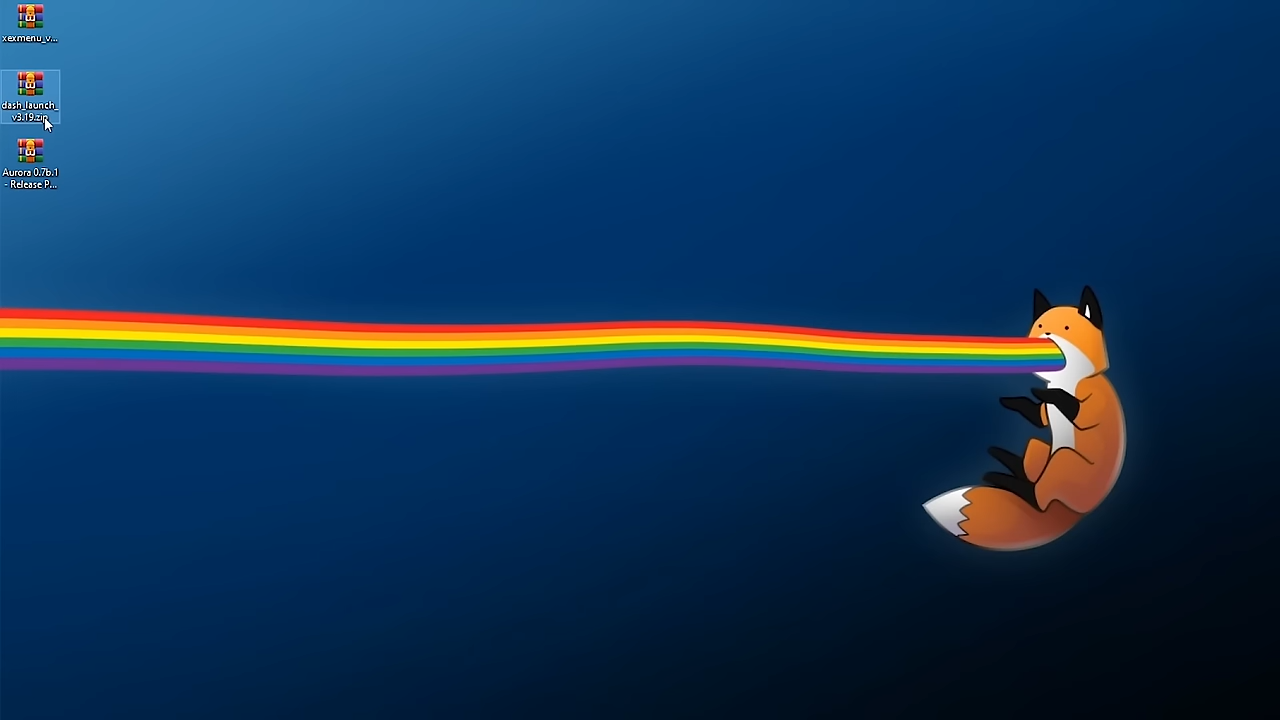 xexmenu_v...
dash_launch_
v3.19.zip
Aurora 0.7b.1
- Release P...